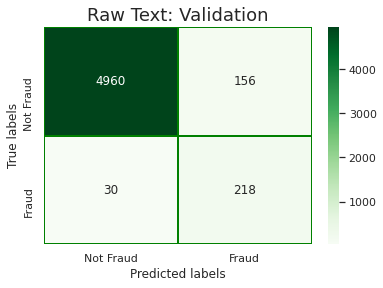 Raw Text: Validation
True labels
Not Fraud
4960
156
Fraud
30
218
Not Fraud
Fraud
Predicted labels
4000
3000
2000
1000